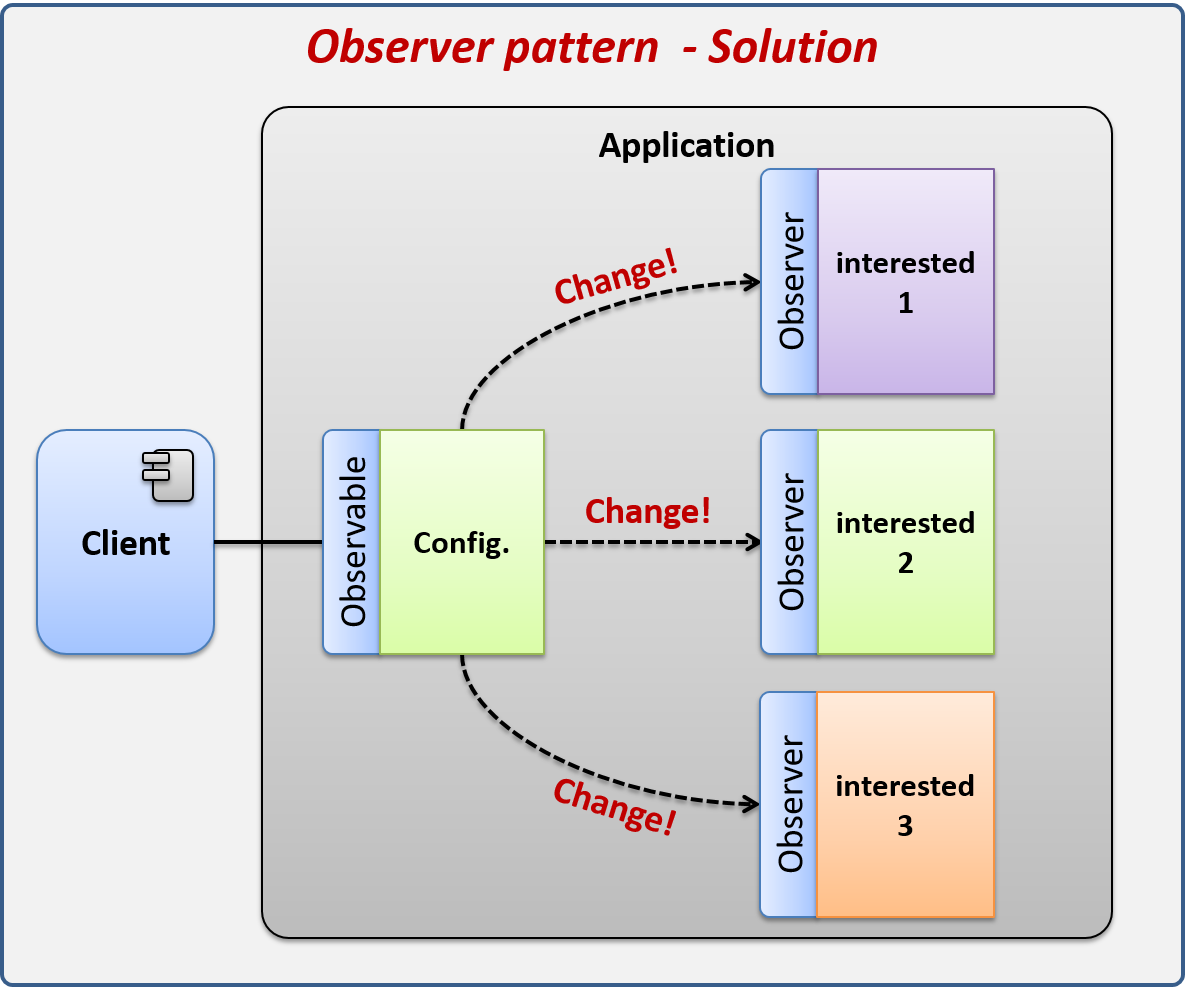 Observer pattern - Solution
Application
Observer
interested
1
Change!
Client
Observable
Config.
Change!
Observer
interested
2
Change!
Observer
interested
3